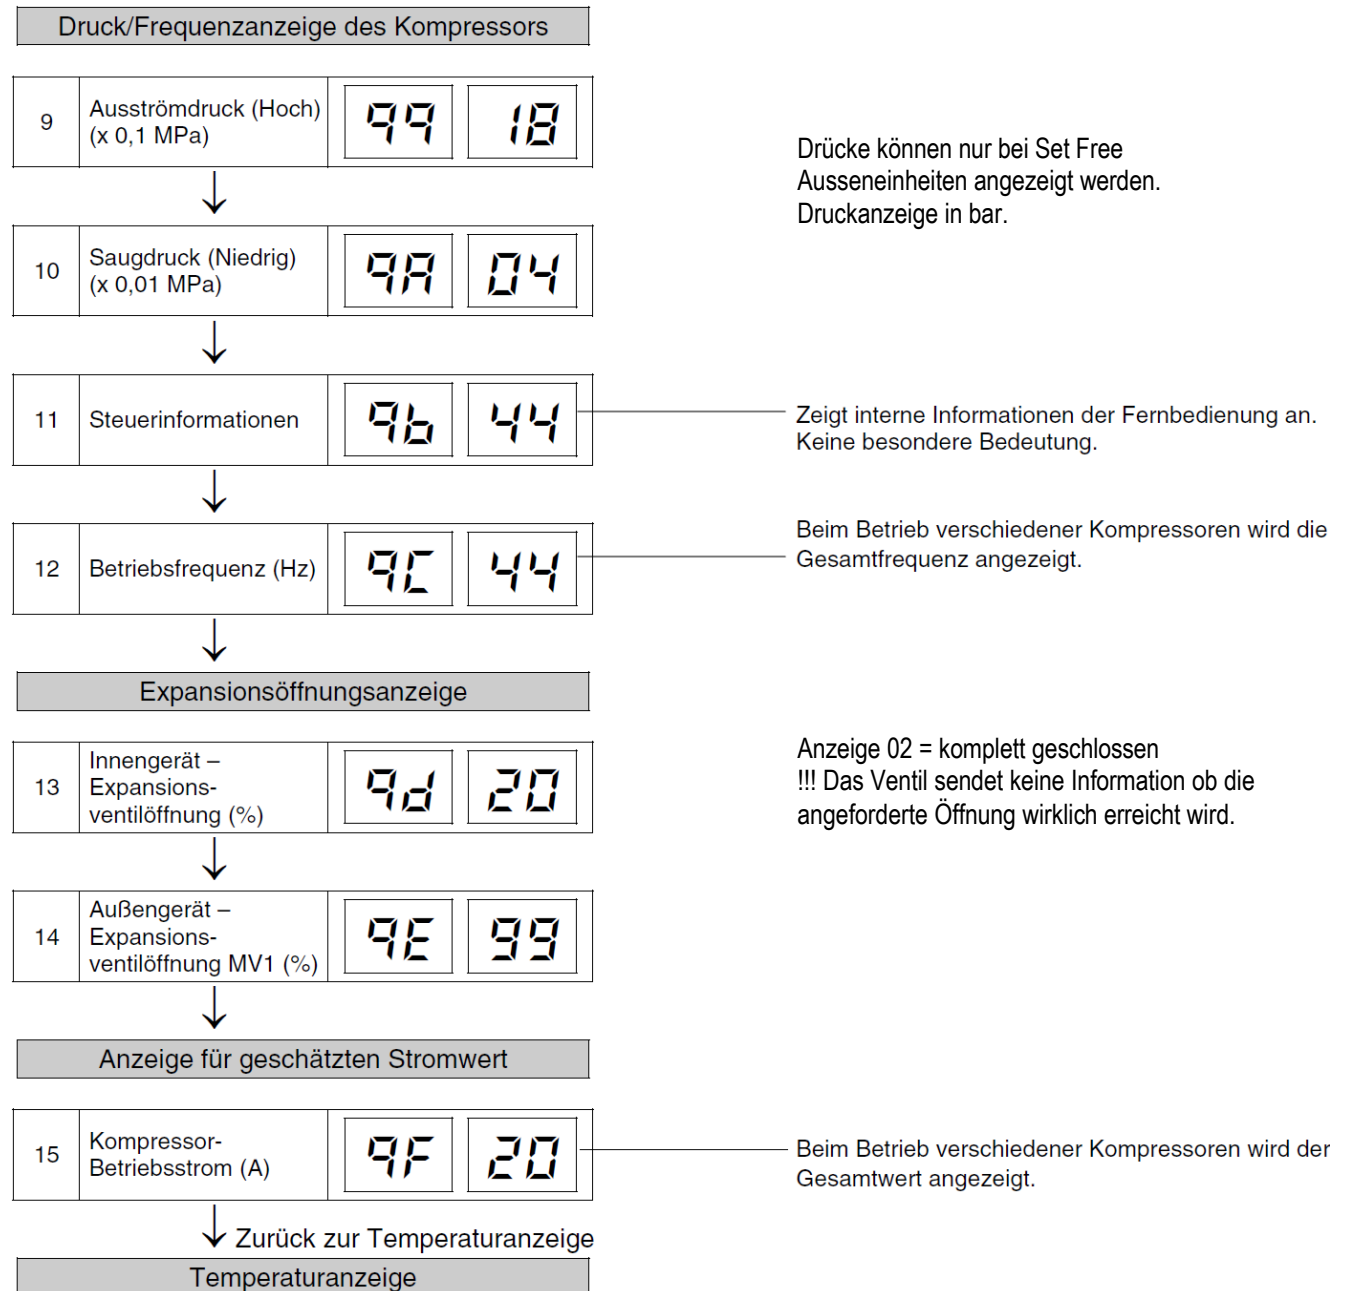 Druck/Frequenzanzeige des Kompressors
9
Ausströmdruck (Hoch)
(x 0,1 MPa)
99 18
Drücke können nur bei Set Free
Ausseneinheiten angezeigt werden.
Druckanzeige in bar.
10
Saugdruck (Niedrig)
(x 0,01 MPa)
9A 04
11
Steuerinformationen
9b 44
Zeigt interne Informationen der Fernbedienung an.
Keine besondere Bedeutung.
12
Betriebsfrequenz (Hz)
9C 44
Beim Betrieb verschiedener Kompressoren wird die
Gesamtfrequenz angezeigt.
Expansionsöffnungsanzeige
13
Innengerät –
Expansions-
ventilöffnung (%)
9d 20
Anzeige 02 = komplett geschlossen
!!! Das Ventil sendet keine Information ob die
angeforderte Öffnung wirklich erreicht wird.
14
Außengerät –
Expansions-
ventilöffnung MV1 (%)
9E 99
Anzeige für geschätzten Stromwert
15
Kompressor-
Betriebsstrom (A)
9F 20
Beim Betrieb verschiedener Kompressoren wird der
Gesamtwert angezeigt.
Zurück zur Temperaturanzeige
Temperaturanzeige